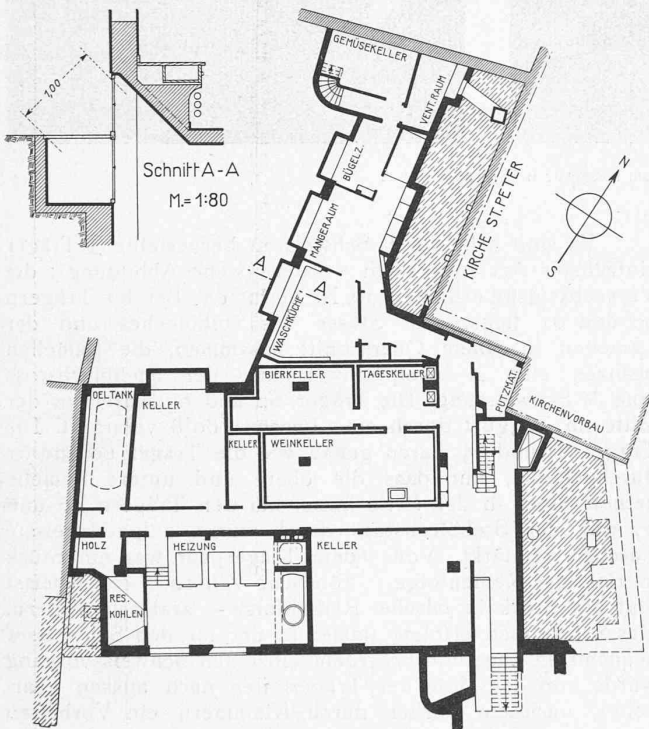 1,00
Schnitt A-A
M.= 1:80
GEMÜSEKELLER
VENT. RAUM
BÜGELZ.
MANGERAUM
KIRCHE ST. PETER
N
S
A
A
WASCHKÜCHE
BIERKELLER
TAGESKELLER
PUTZMAT.
KIRCHENVORBAU
OELTANK
KELLER
KELLER
WEINKELLER
HOLZ
HEIZUNG
KELLER
RES.
KOHLEN